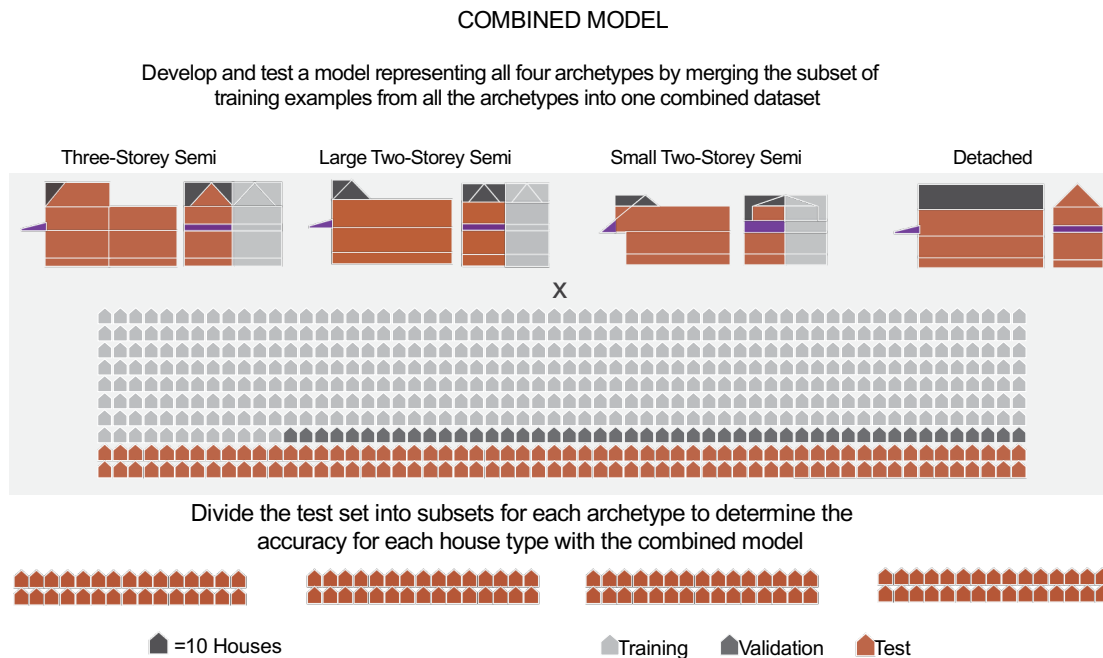 COMBINED MODEL
Develop and test a model representing all four archetypes by merging the subset of
training examples from all the archetypes into one combined dataset
Three-Storey Semi
Large Two-Storey Semi
Small Two-Storey Semi
Detached
X
Divide the test set into subsets for each archetype to determine the
accuracy for each house type with the combined model
=10 Houses
Training
Validation
Test